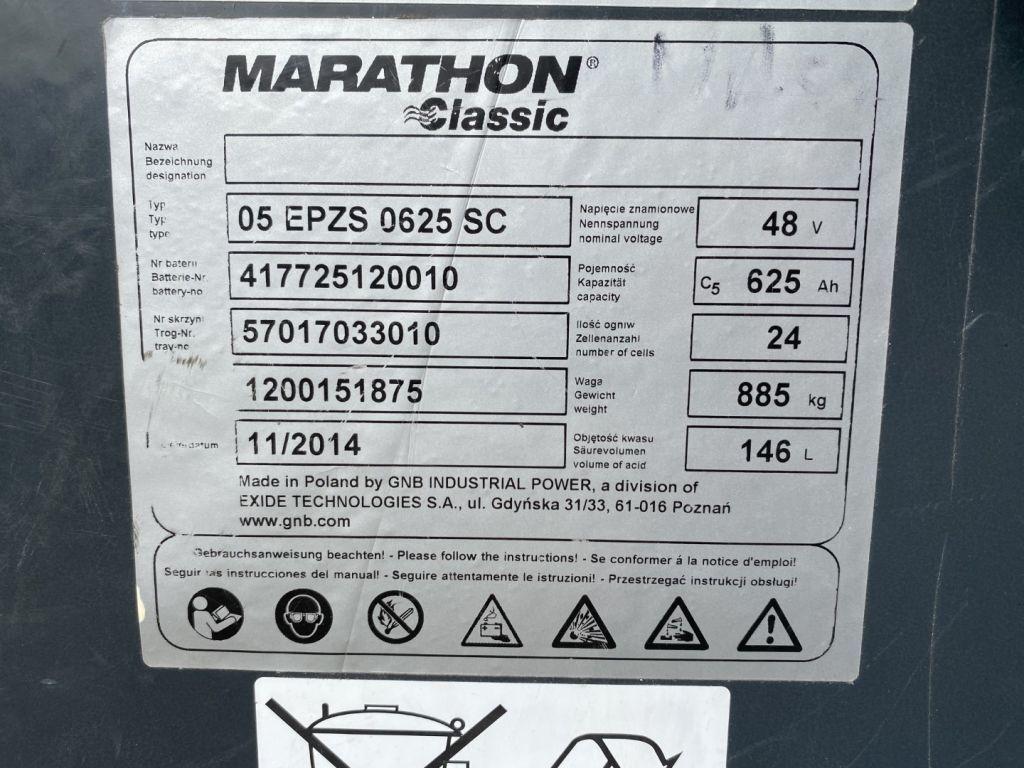 MARATHON®
Classic
Nazwa
Bezeichnung
designation
Typ
Typ
type
05 EPZS 0625 SC
Napięcie znamionowe
Nennspannung
nominal voltage
48 V
Nr baterii
Batterie-Nr.
battery-no
417725120010
Pojemność
Kapazität
capacity
C5 625 Ah
Nr skrzyni
Trog-Nr.
tray-no
57017033010
Ilość ogniw
Zellenanzahl
number of cells
24
1200151875
Waga
Gewicht
weight
885 kg
11/2014
Objętość kwasu
Säurevolumen
volume of acid
146 L
Made in Poland by GNB INDUSTRIAL POWER, a division of
EXIDE TECHNOLOGIES S.A., ul. Gdyńska 31/33, 61-016 Poznań
www.gnb.com
Gebrauchsanweisung beachten! - Please follow the instructions! - Se conformer á la notice d'emploi!
Seguir las instrucciones del manual! - Seguire attentamente le istruzioni! - Przestrzegać instrukcji obsługi!